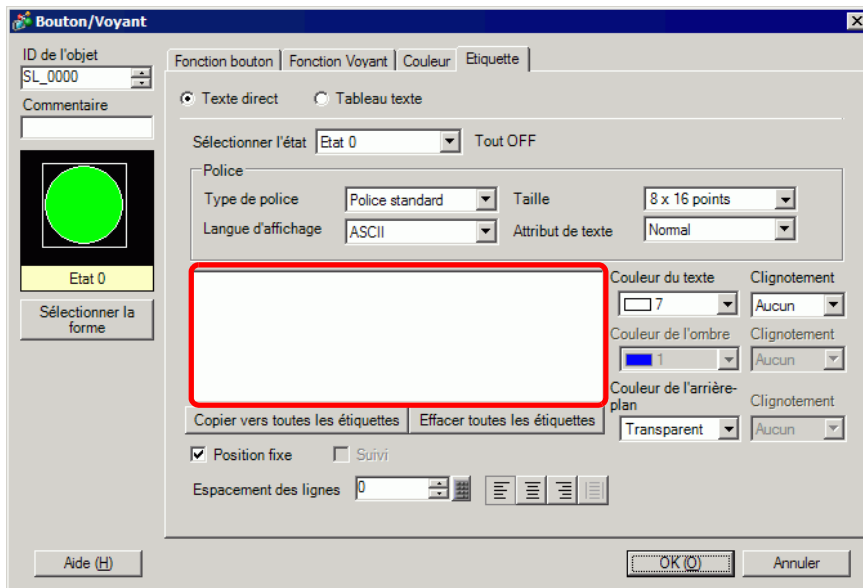 Bouton/Voyant
ID de l'objet
SL_0000
Commentaire
Etat 0
Sélectionner la
forme
Fonction bouton
Fonction Voyant
Couleur
Etiquette
Texte direct
Tableau texte
Sélectionner l'état
Etat 0
Tout OFF
Police
Type de police
Police standard
Taille
8 x 16 points
Langue d'affichage
ASCII
Attribut de texte
Normal
Couleur du texte
Clignotement
7
Aucun
Couleur de l'ombre
Clignotement
1
Aucun
Couleur de l'arrière-
plan
Clignotement
Transparent
Aucun
Copier vers toutes les étiquettes
Effacer toutes les étiquettes
Position fixe
Suivi
Espacement des lignes
0
Aide (H)
OK (O)
Annuler